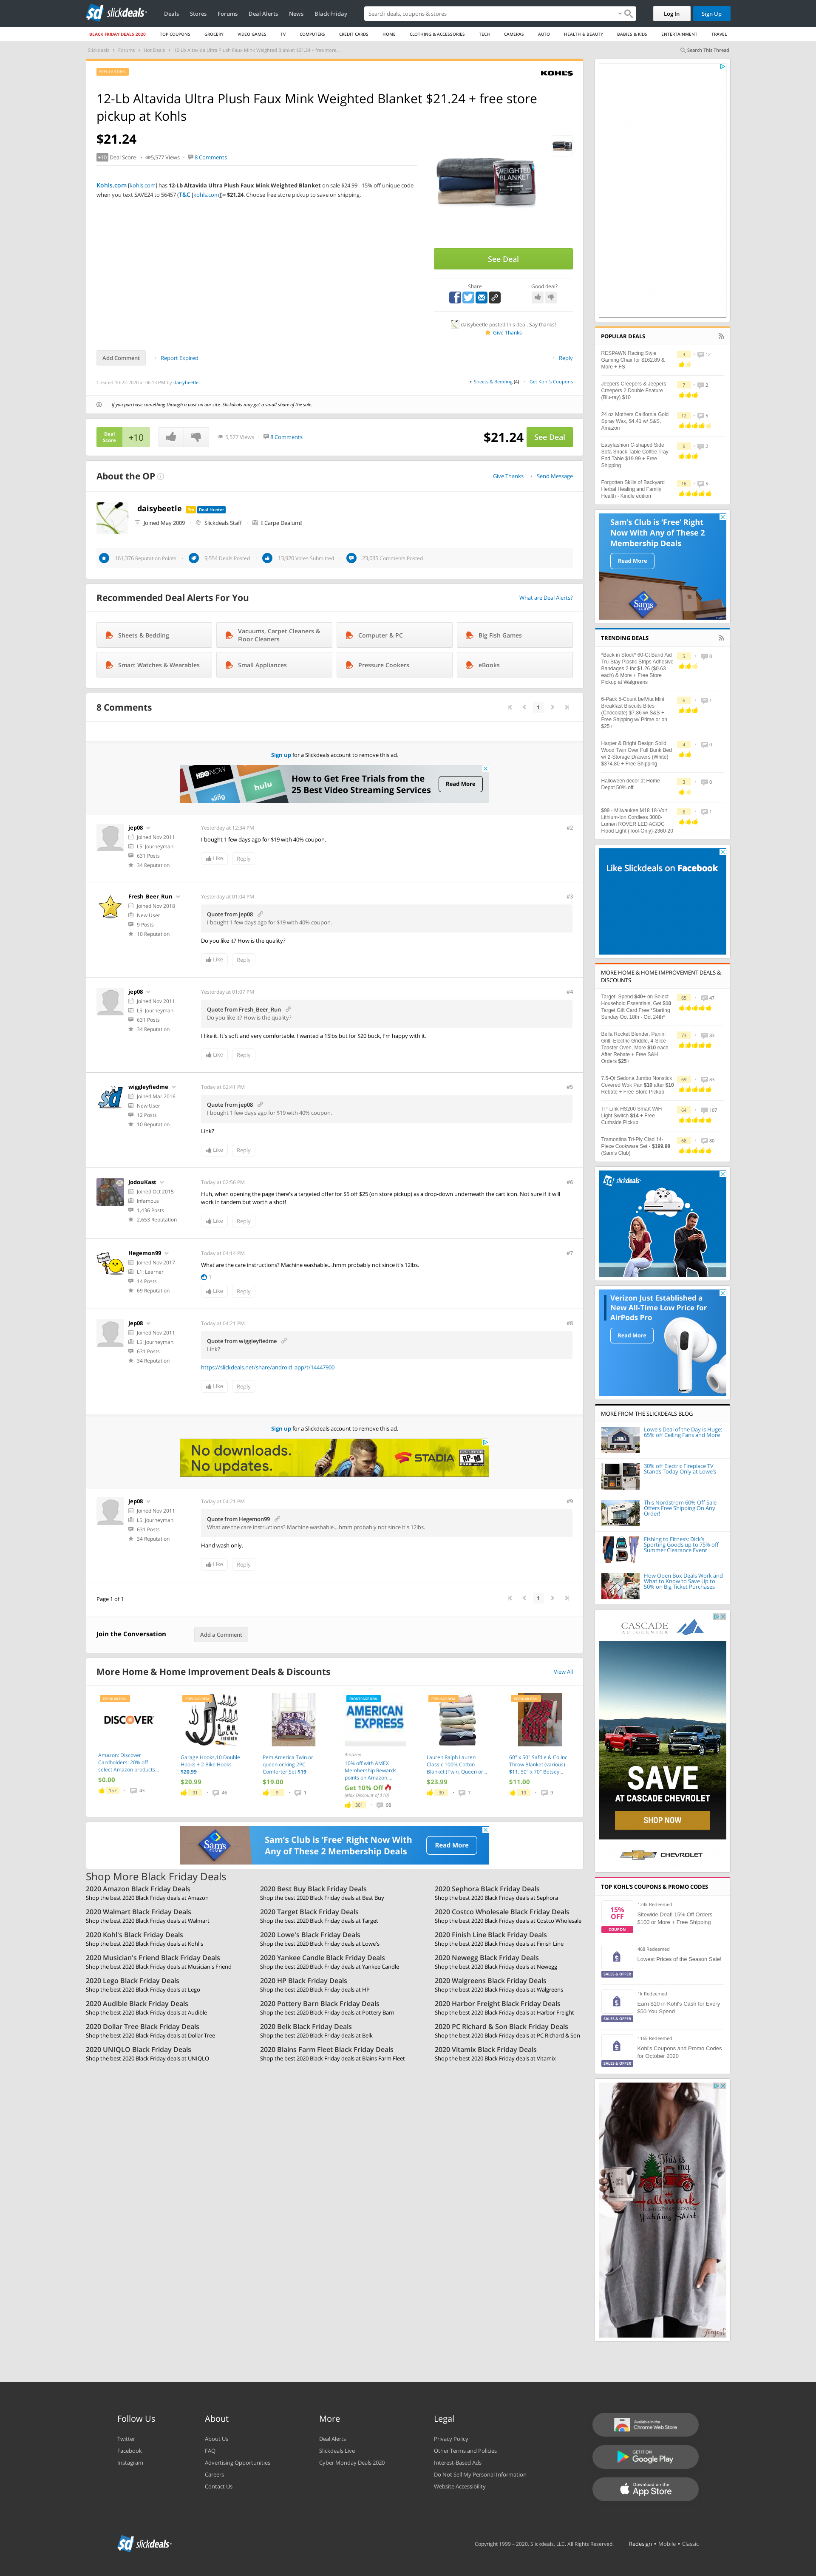 slickdeals
Deals Stores Forums Deal Alerts News Black Friday
Search deals, coupons & stores
Log In Sign Up
BLACK FRIDAY DEALS 2020 TOP COUPONS GROCERY VIDEO GAMES TV COMPUTERS CREDIT CARDS HOME CLOTHING & ACCESSORIES TECH CAMERAS AUTO HEALTH & BEAUTY BABIES & KIDS ENTERTAINMENT TRAVEL
Slickdeals Forums Hot Deals 12-Lb Altavida Ultra Plush Faux Mink Weighted Blanket $21.24 + free store...
Search This Thread
POPULAR DEAL
KOHL'S
12-Lb Altavida Ultra Plush Faux Mink Weighted Blanket $21.24 + free store
pickup at Kohls
$21.24
+10 Deal Score 5,577 Views 8 Comments
Kohls.com [kohls.com] has 12-Lb Altavida Ultra Plush Faux Mink Weighted Blanket on sale $24.99 - 15% off unique code
when you text SAVE24 to 56457 (T&C [kohls.com])= $21.24. Choose free store pickup to save on shipping.
WEIGHTED
BLANKET
See Deal
Share Good deal?
daisybeetle posted this deal. Say thanks!
Give Thanks
Add Comment Report Expired Reply
Created 10-22-2020 at 06:13 PM by daisybeetle
in Sheets & Bedding (4) Get Kohl's Coupons
If you purchase something through a post on our site, Slickdeals may get a small share of the sale.
Deal
Score
+10
5,577 Views 8 Comments
$21.24 See Deal
About the OP
Give Thanks Send Message
daisybeetle Pro Deal Hunter
Joined May 2009 Slickdeals Staff Carpe Dealum
161,376 Reputation Points 9,554 Deals Posted 13,920 Votes Submitted 23,035 Comments Posted
Recommended Deal Alerts For You
What are Deal Alerts?
Sheets & Bedding
Vacuums, Carpet Cleaners &
Floor Cleaners
Computer & PC
Big Fish Games
Smart Watches & Wearables
Small Appliances
Pressure Cookers
eBooks
8 Comments
1
Sign up for a Slickdeals account to remove this ad.
HBO NOW
hulu
sling
How to Get Free Trials from the
25 Best Video Streaming Services
Read More
jep08
Joined Nov 2011
L5: Journeyman
631 Posts
34 Reputation
Yesterday at 12:34 PM #2
I bought 1 few days ago for $19 with 40% coupon.
Like Reply
Fresh_Beer_Run
Joined Nov 2018
New User
9 Posts
10 Reputation
Yesterday at 01:04 PM #3
Quote from jep08
I bought 1 few days ago for $19 with 40% coupon.
Do you like it? How is the quality?
Like Reply
jep08
Joined Nov 2011
L5: Journeyman
631 Posts
34 Reputation
Yesterday at 01:07 PM #4
Quote from Fresh_Beer_Run
Do you like it? How is the quality?
I like it. It's soft and very comfortable. I wanted a 15lbs but for $20 buck, I'm happy with it.
Like Reply
wiggleyfiedme
Joined Mar 2016
New User
12 Posts
10 Reputation
Today at 02:41 PM #5
Quote from jep08
I bought 1 few days ago for $19 with 40% coupon.
Link?
Like Reply
JodouKast
Joined Oct 2015
Infamous
1,436 Posts
2,653 Reputation
Today at 02:56 PM #6
Huh, when opening the page there's a targeted offer for $5 off $25 (on store pickup) as a drop-down underneath the cart icon. Not sure if it will
work in tandem but worth a shot!
Like Reply
Hegemon99
Joined Nov 2017
L1: Learner
14 Posts
69 Reputation
Today at 04:14 PM #7
What are the care instructions? Machine washable....hmm probably not since it's 12lbs.
1
Like Reply
jep08
Joined Nov 2011
L5: Journeyman
631 Posts
34 Reputation
Today at 04:21 PM #8
Quote from wiggleyfiedme
Link?
https://slickdeals.net/share/android_app/t/14447900
Like Reply
Sign up for a Slickdeals account to remove this ad.
No downloads.
No updates.
STADIA
jep08
Joined Nov 2011
L5: Journeyman
631 Posts
34 Reputation
Today at 04:21 PM #9
Quote from Hegemon99
What are the care instructions? Machine washable....hmm probably not since it's 12lbs.
Hand wash only.
Like Reply
Page 1 of 1
1
Join the Conversation
Add a Comment
More Home & Home Improvement Deals & Discounts
View All
POPULAR DEAL
DISCOVER
Amazon: Discover
Cardholders: 20% off
select Amazon products...
$0.00
157 43
POPULAR DEAL
Garage Hooks,10 Double
Hooks + 2 Bike Hooks
$20.99
$20.99
91 46
Pem America Twin or
queen or king 2PC
Comforter Set $19
$19.00
9 1
FRONTPAGE DEAL
AMERICAN
EXPRESS
Amazon
10% off with AMEX
Membership Rewards
points on Amazon...
Get 10% Off
(Max Discount of $15)
301 98
POPULAR DEAL
Lauren Ralph Lauren
Classic 100% Cotton
Blanket (Twin, Queen or...
$23.99
30 7
POPULAR DEAL
60" x 50" Safdie & Co Inc
Throw Blanket (various)
$11, 50" x 70" Betsey...
$11.00
19 9
Sam's Club is 'Free' Right Now With
Any of These 2 Membership Deals
Read More
Shop More Black Friday Deals
2020 Amazon Black Friday Deals
Shop the best 2020 Black Friday deals at Amazon
2020 Best Buy Black Friday Deals
Shop the best 2020 Black Friday deals at Best Buy
2020 Sephora Black Friday Deals
Shop the best 2020 Black Friday deals at Sephora
2020 Walmart Black Friday Deals
Shop the best 2020 Black Friday deals at Walmart
2020 Target Black Friday Deals
Shop the best 2020 Black Friday deals at Target
2020 Costco Wholesale Black Friday Deals
Shop the best 2020 Black Friday deals at Costco Wholesale
2020 Kohl's Black Friday Deals
Shop the best 2020 Black Friday deals at Kohl's
2020 Lowe's Black Friday Deals
Shop the best 2020 Black Friday deals at Lowe's
2020 Finish Line Black Friday Deals
Shop the best 2020 Black Friday deals at Finish Line
2020 Musician's Friend Black Friday Deals
Shop the best 2020 Black Friday deals at Musician's Friend
2020 Yankee Candle Black Friday Deals
Shop the best 2020 Black Friday deals at Yankee Candle
2020 Newegg Black Friday Deals
Shop the best 2020 Black Friday deals at Newegg
2020 Lego Black Friday Deals
Shop the best 2020 Black Friday deals at Lego
2020 HP Black Friday Deals
Shop the best 2020 Black Friday deals at HP
2020 Walgreens Black Friday Deals
Shop the best 2020 Black Friday deals at Walgreens
2020 Audible Black Friday Deals
Shop the best 2020 Black Friday deals at Audible
2020 Pottery Barn Black Friday Deals
Shop the best 2020 Black Friday deals at Pottery Barn
2020 Harbor Freight Black Friday Deals
Shop the best 2020 Black Friday deals at Harbor Freight
2020 Dollar Tree Black Friday Deals
Shop the best 2020 Black Friday deals at Dollar Tree
2020 Belk Black Friday Deals
Shop the best 2020 Black Friday deals at Belk
2020 PC Richard & Son Black Friday Deals
Shop the best 2020 Black Friday deals at PC Richard & Son
2020 UNIQLO Black Friday Deals
Shop the best 2020 Black Friday deals at UNIQLO
2020 Blains Farm Fleet Black Friday Deals
Shop the best 2020 Black Friday deals at Blains Farm Fleet
2020 Vitamix Black Friday Deals
Shop the best 2020 Black Friday deals at Vitamix
POPULAR DEALS
RESPAWN Racing Style
Gaming Chair for $162.89 &
More + FS
3 12
Jeepers Creepers & Jeepers
Creepers 2 Double Feature
(Blu-ray) $10
7 2
24 oz Mothers California Gold
Spray Wax, $4.41 w/ S&S,
Amazon
12 5
Easyfashion C-shaped Side
Sofa Snack Table Coffee Tray
End Table $19.99 + Free
Shipping
6 2
Forgotten Skills of Backyard
Herbal Healing and Family
Health - Kindle edition
16 5
Sam's Club is 'Free' Right
Now With Any of These 2
Membership Deals
Read More
Sam's
TRENDING DEALS
*Back in Stock* 60-Ct Band Aid
Tru-Stay Plastic Strips Adhesive
Bandages 2 for $1.26 ($0.63
each) & More + Free Store
Pickup at Walgreens
5 0
6-Pack 5-Count belVita Mini
Breakfast Biscuits Bites
(Chocolate) $7.86 w/ S&S +
Free Shipping w/ Prime or on
$25+
6 1
Harper & Bright Design Solid
Wood Twin Over Full Bunk Bed
w/ 2-Storage Drawers (White)
$374.80 + Free Shipping
4 0
Halloween decor at Home
Depot 50% off
3 0
$99 - Milwaukee M18 18-Volt
Lithium-Ion Cordless 3000-
Lumen ROVER LED AC/DC
Flood Light (Tool-Only)-2360-20
6 1
Like Slickdeals on Facebook
MORE HOME & HOME IMPROVEMENT DEALS &
DISCOUNTS
Target: Spend $40+ on Select
Household Essentials, Get $10
Target Gift Card Free *Starting
Sunday Oct 18th - Oct 24th*
65 47
Bella Rocket Blender, Panini
Grill, Electric Griddle, 4-Slice
Toaster Oven, More $10 each
After Rebate + Free S&H
Orders $25+
73 83
7.5-Qt Sedona Jumbo Nonstick
Covered Wok Pan $10 after $10
Rebate + Free Store Pickup
99 83
TP-Link HS200 Smart WiFi
Light Switch $14 + Free
Curbside Pickup
64 107
Tramontina Tri-Ply Clad 14-
Piece Cookware Set - $199.98
(Sam's Club)
68 80
slickdeals
Verizon Just Established a
New All-Time Low Price for
AirPods Pro
Read More
MORE FROM THE SLICKDEALS BLOG
Lowe's Deal of the Day is Huge:
65% off Ceiling Fans and More
30% off Electric Fireplace TV
Stands Today Only at Lowe's
This Nordstrom 60% Off Sale
Offers Free Shipping On Any
Order!
Fishing to Fitness: Dick's
Sporting Goods up to 75% off
Summer Clearance Event
How Open Box Deals Work and
What to Know to Save Up to
50% on Big Ticket Purchases
CASCADE
AUTOCENTER
SAVE
AT CASCADE
SHOP NOW
CHEVROLET
TOP KOHL'S COUPONS & PROMO CODES
15%
OFF
COUPON
124k Redeemed
Sitewide Deal! 15% Off Orders
$100 or More + Free Shipping
SALES & OFFER
468 Redeemed
Lowest Prices of the Season Sale!
SALES & OFFER
1k Redeemed
Earn $10 in Kohl's Cash for Every
$50 You Spend
SALES & OFFER
116k Redeemed
Kohl's Coupons and Promo Codes
for October 2020
This is
my
Hallmark
Watching Shirt
Follow Us
Twitter
Facebook
Instagram
About
About Us
FAQ
Advertising Opportunities
Careers
Contact Us
More
Deal Alerts
Slickdeals Live
Cyber Monday Deals 2020
Legal
Privacy Policy
Other Terms and Policies
Interest-Based Ads
Do Not Sell My Personal Information
Website Accessibility
Available in the
Chrome Web Store
GET IT ON
Google Play
Download on the
App Store
slickdeals
Copyright 1999 - 2020. Slickdeals, LLC. All Rights Reserved. Redesign • Mobile • Classic